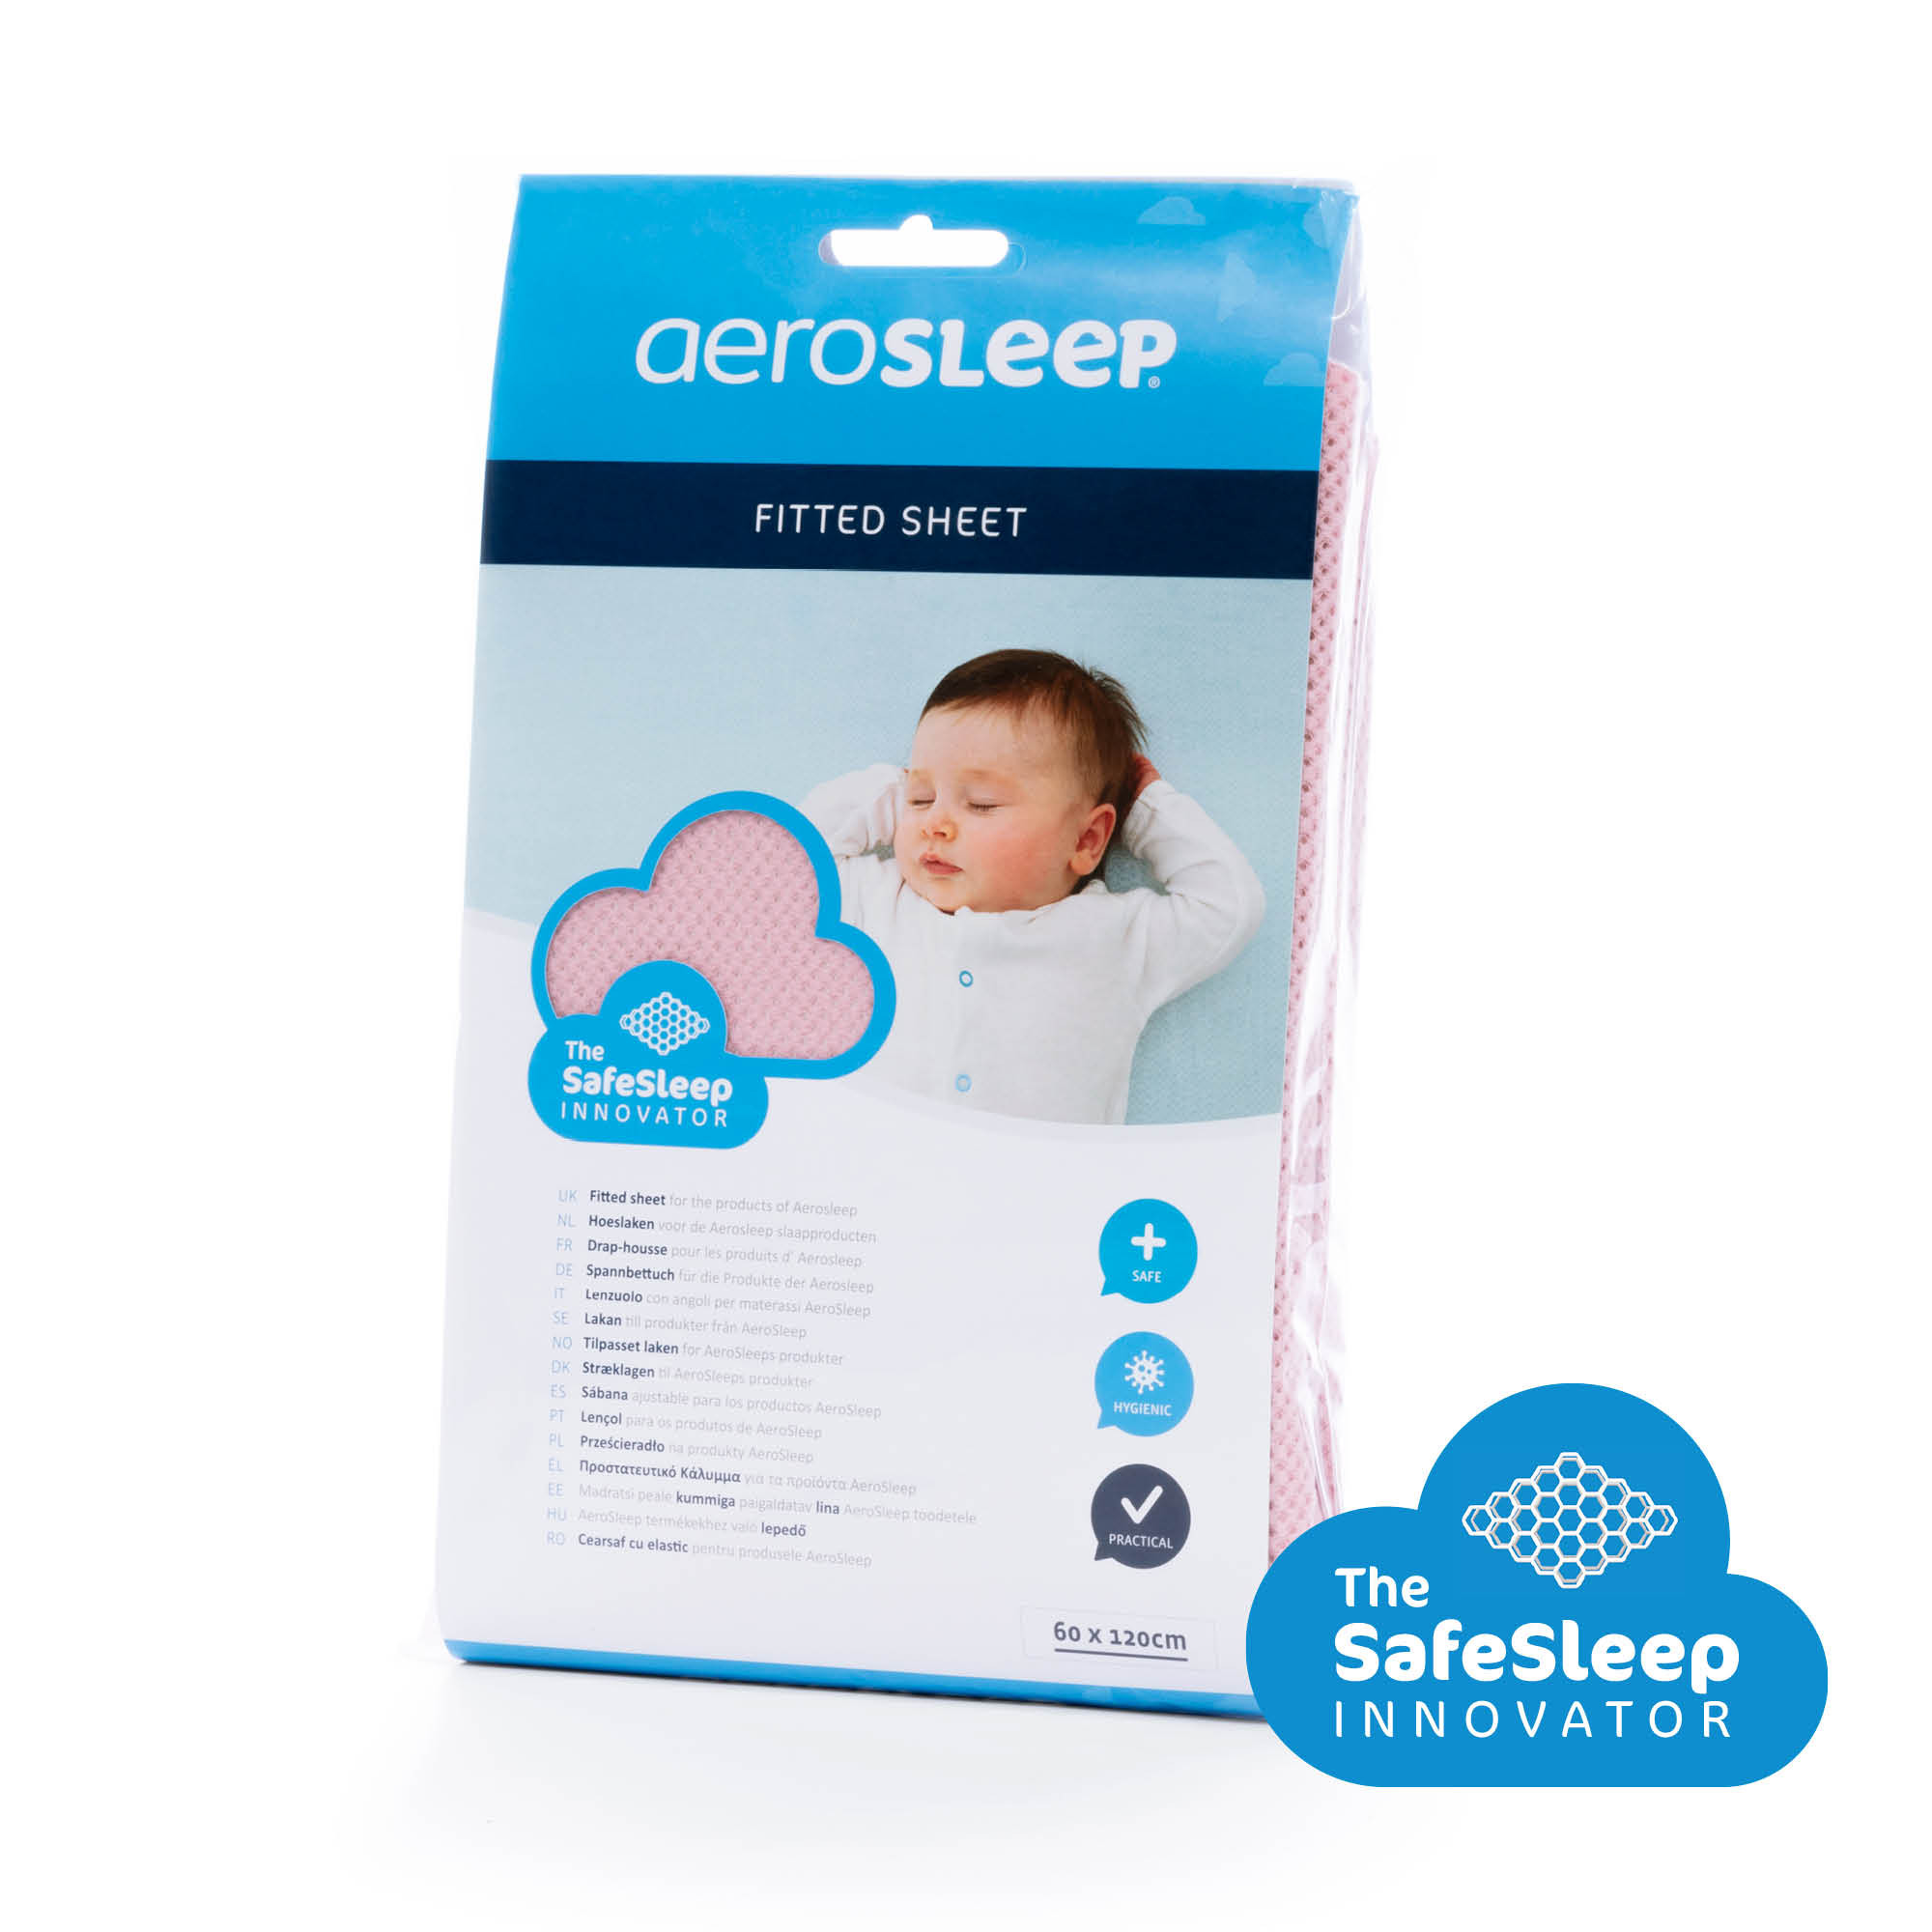 aerosleep®
FITTED SHEET
The
SafeSleep
INNOVATOR
UK Fitted sheet for the products of Aerosleep
NL Hoeslaken voor de Aerosleep slaapproducten
FR Drap-housse pour les produits d' Aerosleep
DE Spannbettuch für die Produkte der Aerosleep
IT Lenzuolo con angoli per materassi AeroSleep
SE Lakan till produkter från AeroSleep
NO Tilpasset laken for AeroSleeps produkter
DK Stræklagen til AeroSleeps produkter
ES Sábana ajustable para los productos AeroSleep
PT Lençol para os produtos de AeroSleep
PL Prześcieradło na produkty AeroSleep
EL Προστατευτικό Κάλυμμα για τα προϊόντα AeroSleep
EE Madratsi peale kummiga paigaldatav lina AeroSleep toodetele
HU AeroSleep termékekhez való lepedő
RO Cearsaf cu elastic pentru produsele AeroSleep
SAFE
HYGIENIC
PRACTICAL
60 x 120cm
The
SafeSleep
INNOVATOR